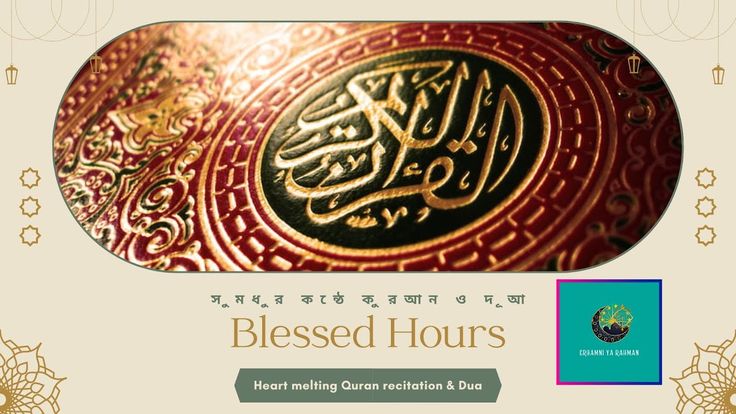 القرآن الكريم
সুমধুর কন্ঠে কুরআন ও দূআ
Blessed Hours
Heart melting Quran recitation & Dua
ERHAMNI YA RAHMAN